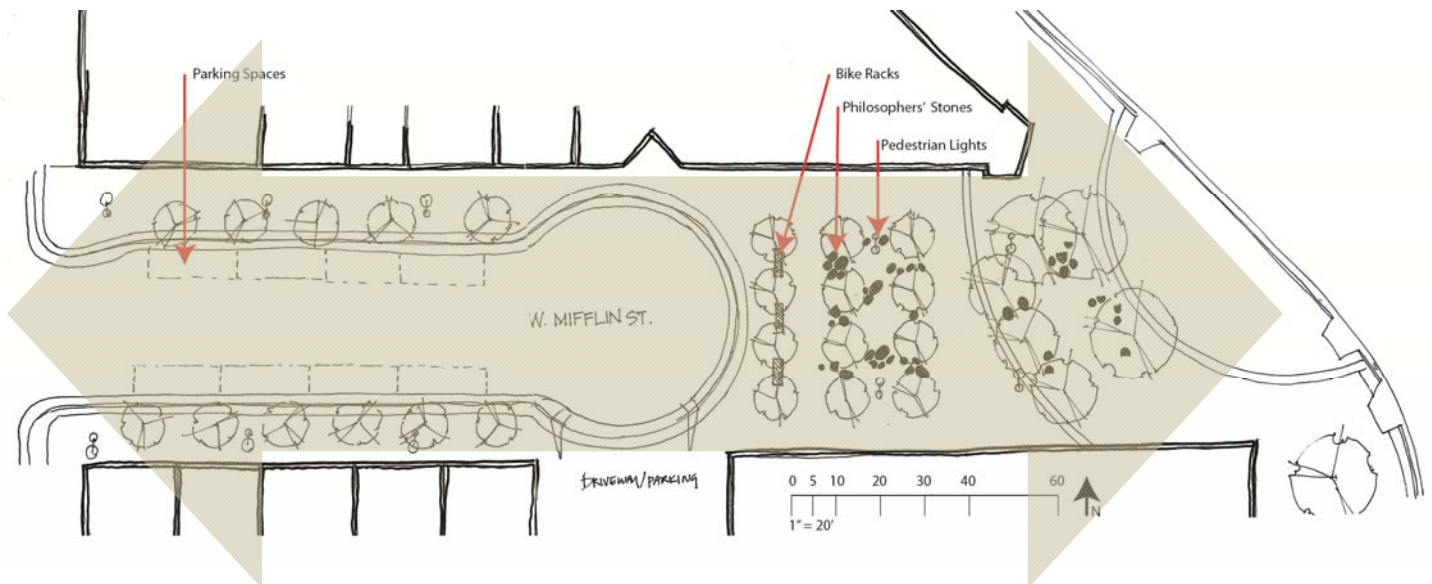 Parking Spaces
Bike Racks
Philosophers' Stones
Pedestrian Lights
W. MIFFLIN ST.
DRIVEWAY/PARKING
0 5 10 20 30 40 60
N
1" = 20'